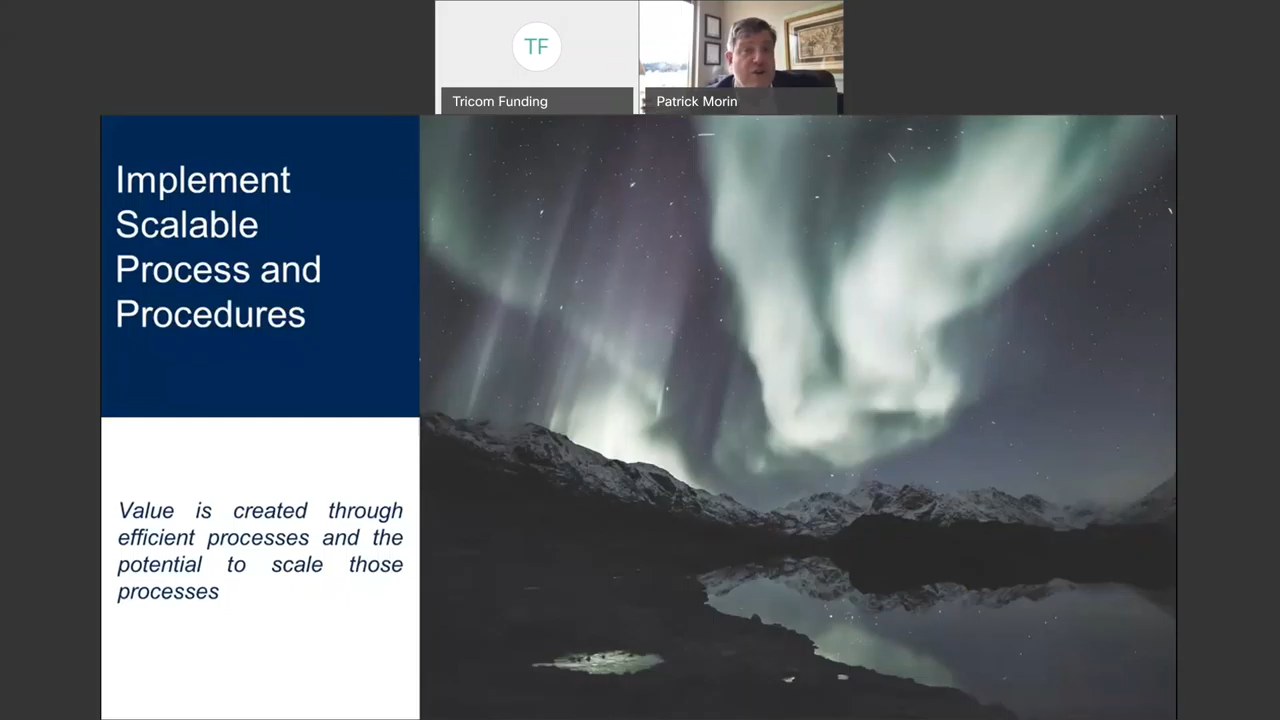 TF
Tricom Funding
Patrick Morin
Implement
Scalable
Process and
Procedures
Value is created through
efficient processes and the
potential to scale those
processes